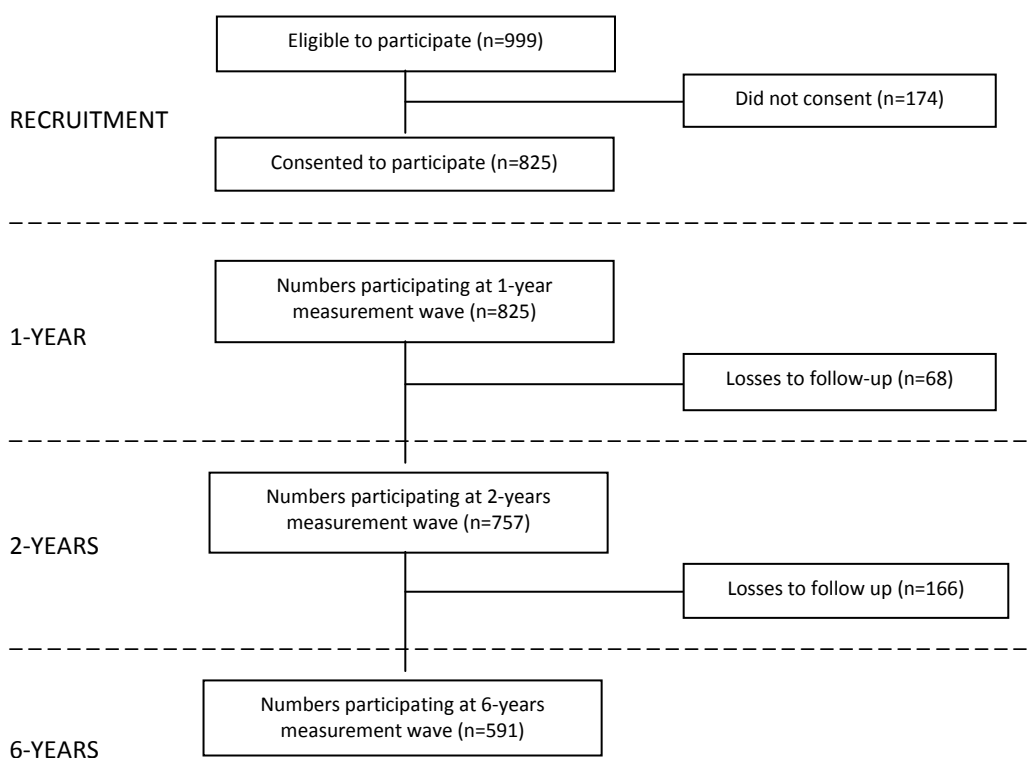 Eligible to participate (n=999)
Did not consent (n=174)
RECRUITMENT
Consented to participate (n=825)
Numbers participating at 1-year
measurement wave (n=825)
1-YEAR
Losses to follow-up (n=68)
Numbers participating at 2-years
measurement wave (n=757)
2-YEARS
Losses to follow up (n=166)
Numbers participating at 6-years
measurement wave (n=591)
6-YEARS